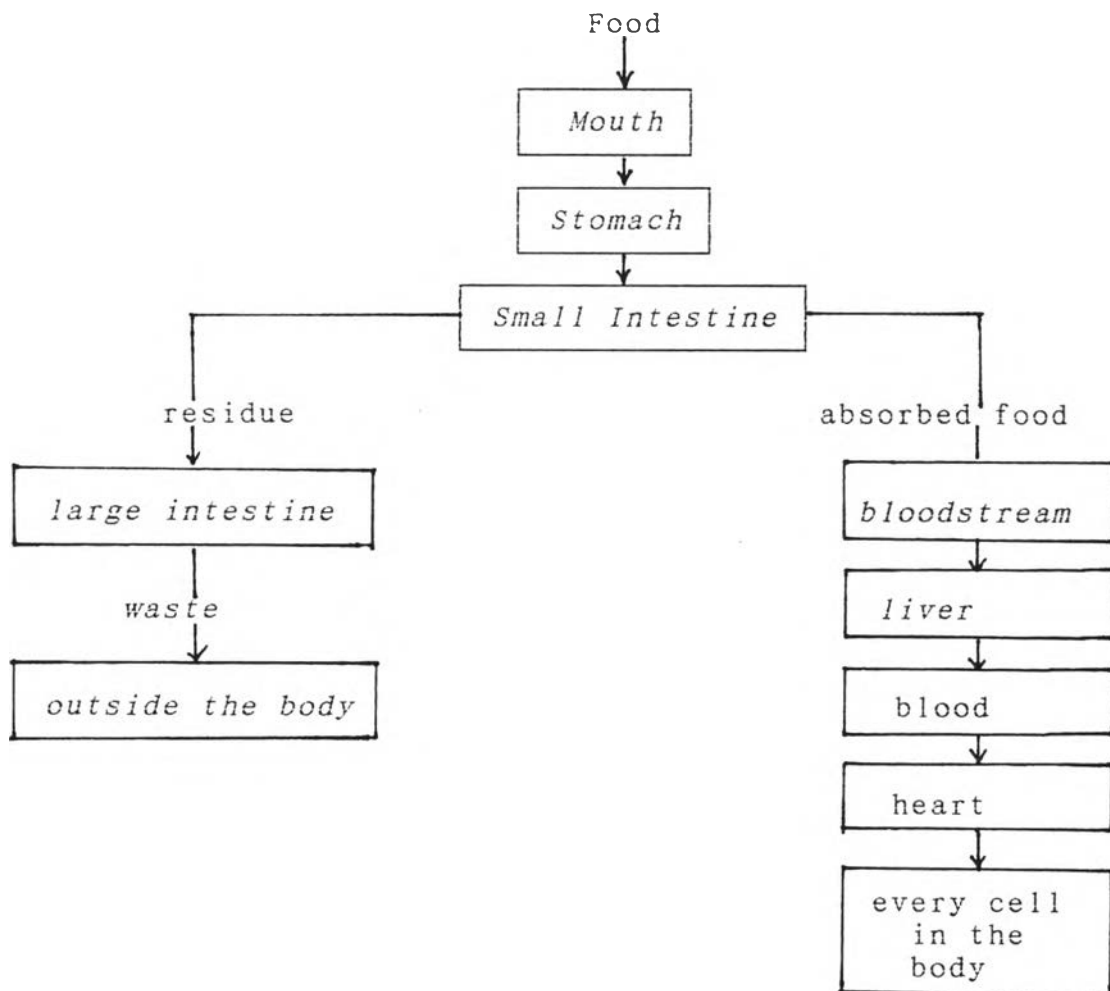 Food
Mouth
Stomach
Small Intestine
residue
absorbed food
large intestine
bloodstream
waste
liver
outside the body
blood
heart
every cell
in the
body